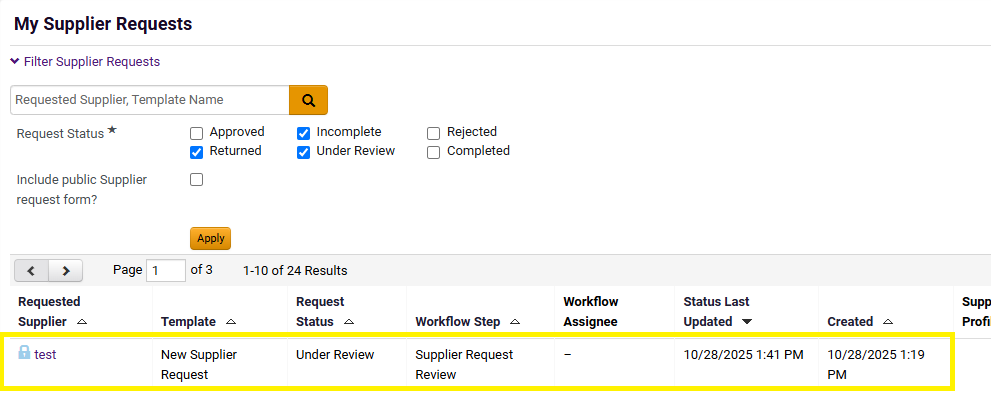 My Supplier Requests
Filter Supplier Requests
Requested Supplier, Template Name
Request Status ★ Approved Incomplete Rejected
Returned Under Review Completed
Include public Supplier
request form?
Apply
Page 1 of 3 1-10 of 24 Results
Requested Request Workflow Status Last Supp
Supplier Template Status Workflow Step Assignee Updated Created Profi
test New Supplier Under Review Supplier Request – 10/28/2025 1:41 PM 10/28/2025 1:19
Request Review PM